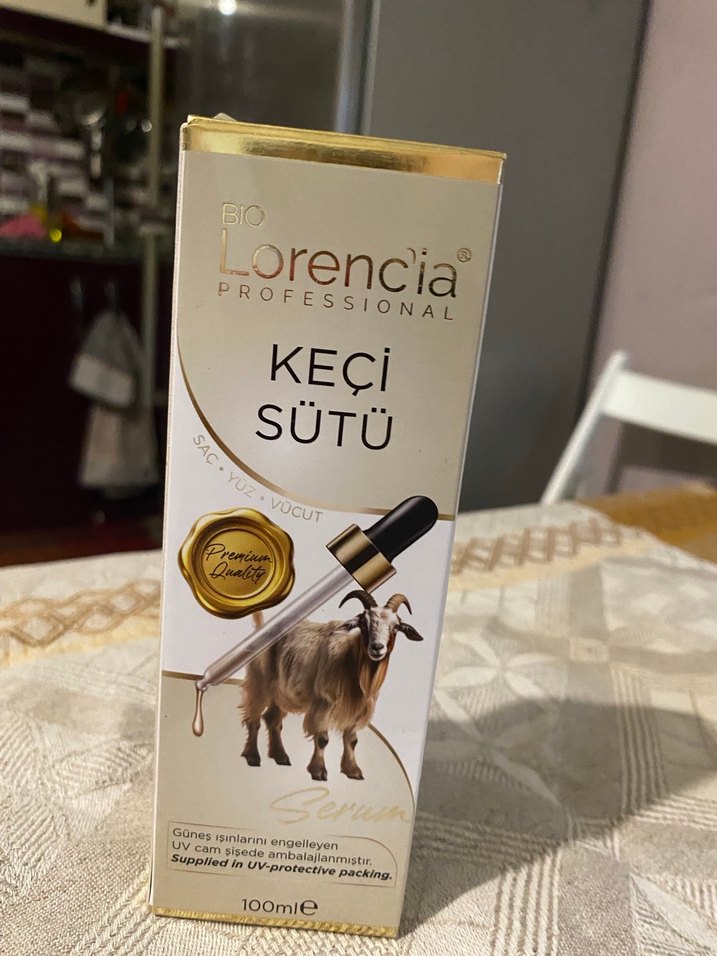 BIO
Lorencia®
PROFESSIONAL
KEÇİ
SÜTÜ
SAÇ • YÜZ • VÜCUT
Premium
Quality
Serum
Güneş ışınlarını engelleyen
UV cam şişede ambalajlanmıştır.
Supplied in UV-protective packing.
100ml℮